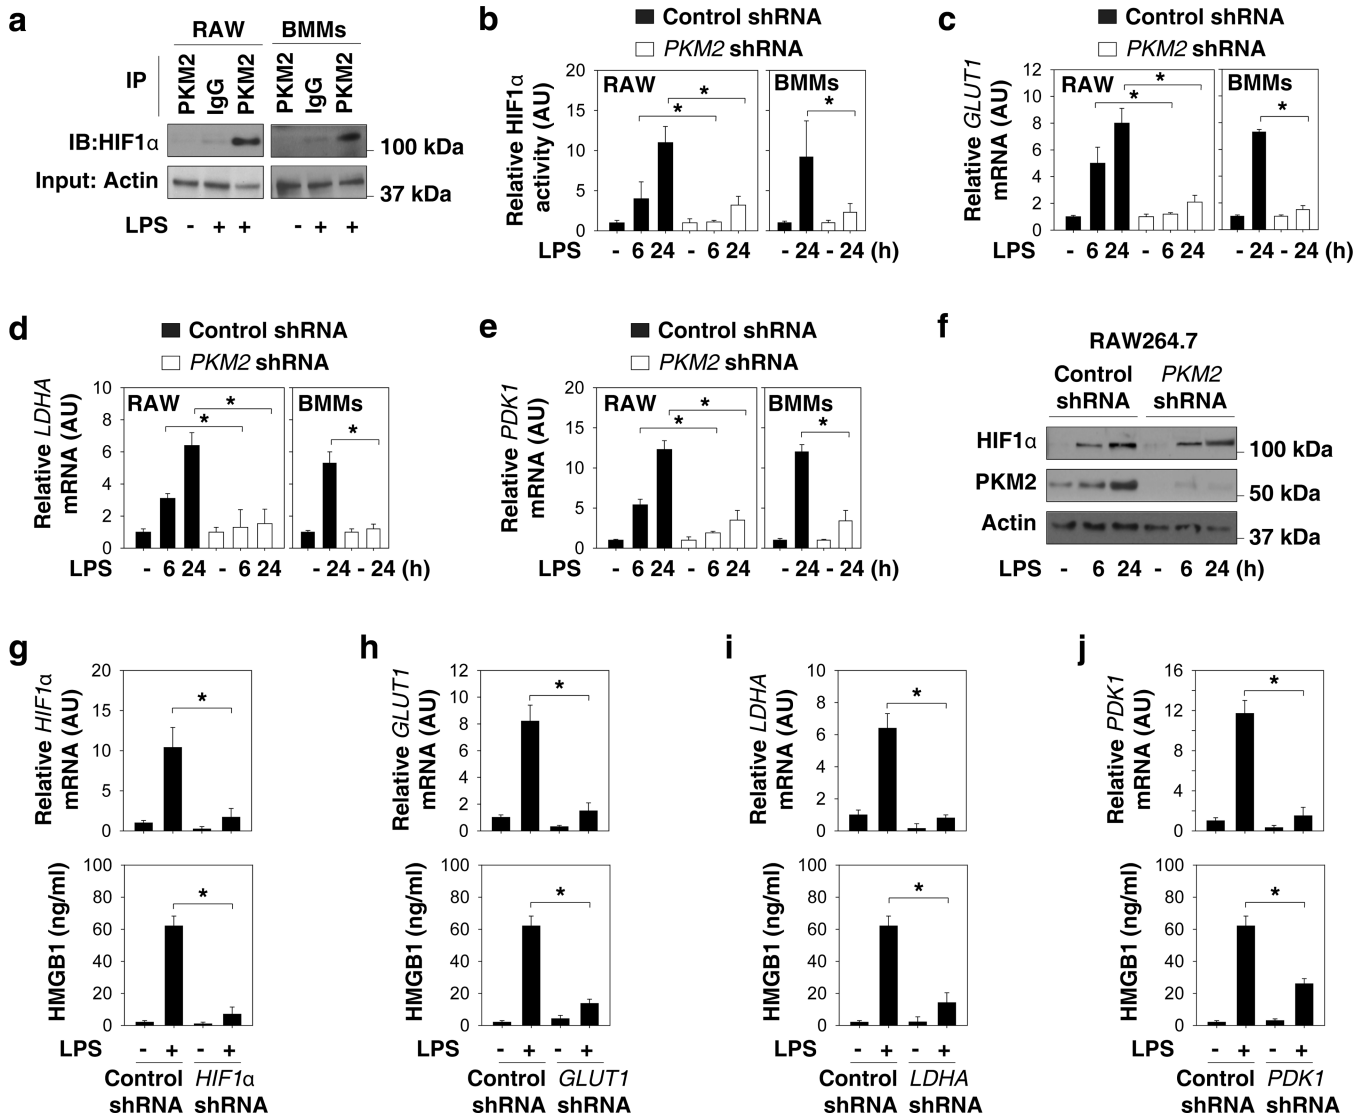 a
RAW BMMs
IP
PKM2 IgG PKM2 PKM2 IgG PKM2
IB:HIF1α
100 kDa
Input: Actin
37 kDa
LPS - + + - + +
b
Control shRNA
PKM2 shRNA
Relative HIF1α
activity (AU)
20
15
10
5
0
RAW
*
*
BMMs
*
LPS - 6 24 - 6 24 - 24 - 24 (h)
c
Control shRNA
PKM2 shRNA
Relative GLUT1
mRNA (AU)
12
10
8
6
4
2
0
RAW
*
*
BMMs
*
LPS - 6 24 - 6 24 - 24 - 24 (h)
d
Control shRNA
PKM2 shRNA
Relative LDHA
mRNA (AU)
10
8
6
4
2
0
RAW
*
*
BMMs
*
LPS - 6 24 - 6 24 - 24 - 24 (h)
e
Control shRNA
PKM2 shRNA
Relative PDK1
mRNA (AU)
20
15
10
5
0
RAW
*
*
BMMs
*
LPS - 6 24 - 6 24 - 24 - 24 (h)
f
RAW264.7
Control PKM2
shRNA shRNA
HIF1α
100 kDa
PKM2
50 kDa
Actin
37 kDa
LPS - 6 24 - 6 24 (h)
g
Relative HIF1α
mRNA (AU)
20
15
10
5
0
*
HMGB1 (ng/ml)
100
80
60
40
20
0
*
LPS - + - +
Control HIF1α
shRNA shRNA
h
Relative GLUT1
mRNA (AU)
12
10
8
6
4
2
0
*
HMGB1 (ng/ml)
100
80
60
40
20
0
*
LPS - + - +
Control GLUT1
shRNA shRNA
i
Relative LDHA
mRNA (AU)
10
8
6
4
2
0
*
HMGB1 (ng/ml)
100
80
60
40
20
0
*
LPS - + - +
Control LDHA
shRNA shRNA
j
Relative PDK1
mRNA (AU)
16
12
8
4
0
*
HMGB1 (ng/ml)
100
80
60
40
20
0
*
LPS - + - +
Control PDK1
shRNA shRNA